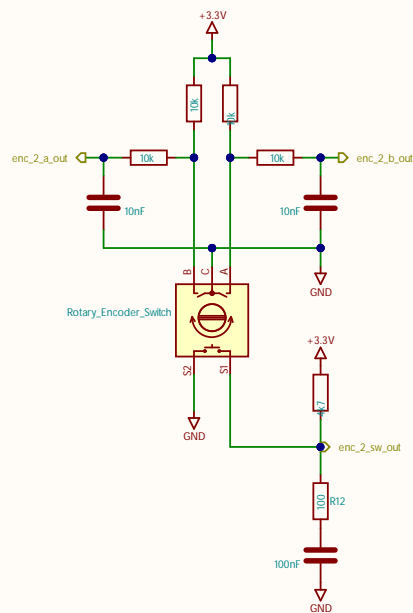 +3.3V
10k
10k
enc_2_a_out
10k
10k
enc_2_b_out
10nF
10nF
B
C
A
GND
Rotary_Encoder_Switch
+3.3V
S2
S1
4k7
GND
enc_2_sw_out
100
R12
100nF
GND